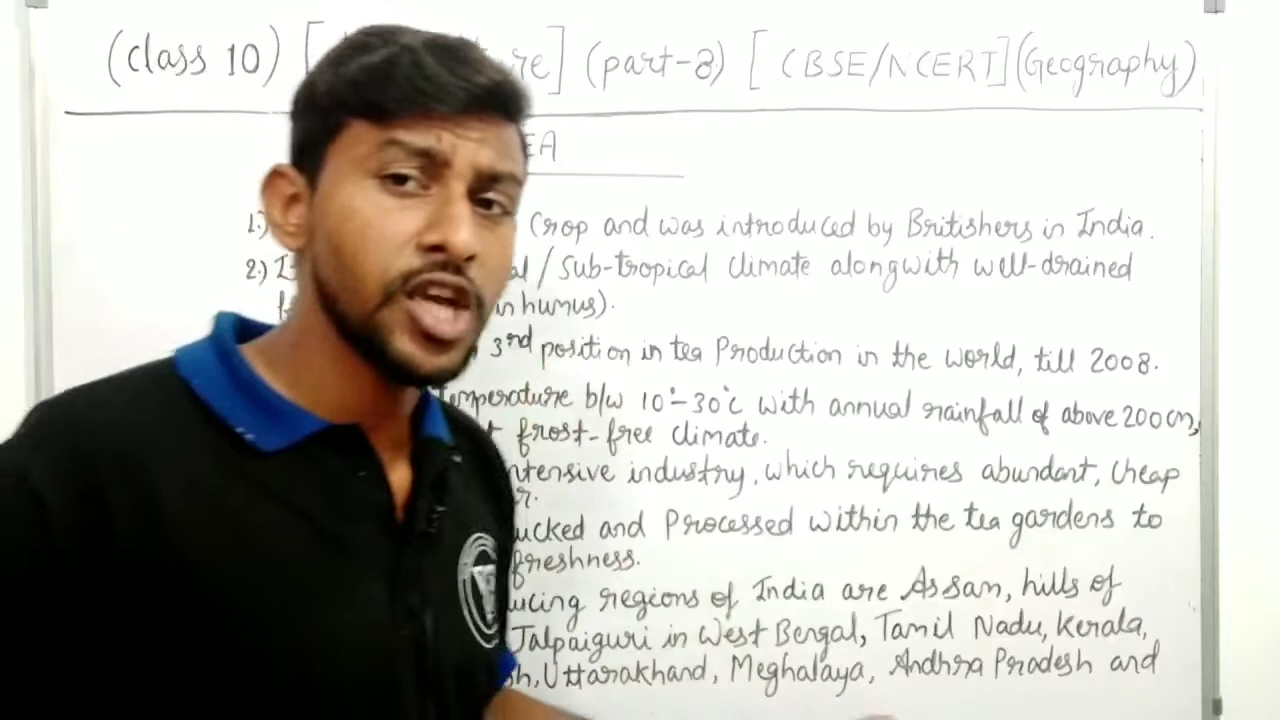 (class 10) [ re] (part-8) [ CBSE/NCERT] (Geography)
EA
1.) Crop and was introduced by Britishers in India.
2.) I al / sub-tropical climate alongwith well-drained
in humus).
3rd position in tea Production in the world, till 2008.
temperature b/w 10°-30°c with annual rainfall of above 200cm,
t frost-free climate.
ntensive industry, which requires abundant, cheap
r.
ucked and Processed within the tea gardens to
freshness.
ucing regions of India are Assam, hills of
Jalpaiguri in West Bengal, Tamil Nadu, Kerala,
sh, Uttarakhand, Meghalaya, Andhra Pradesh and